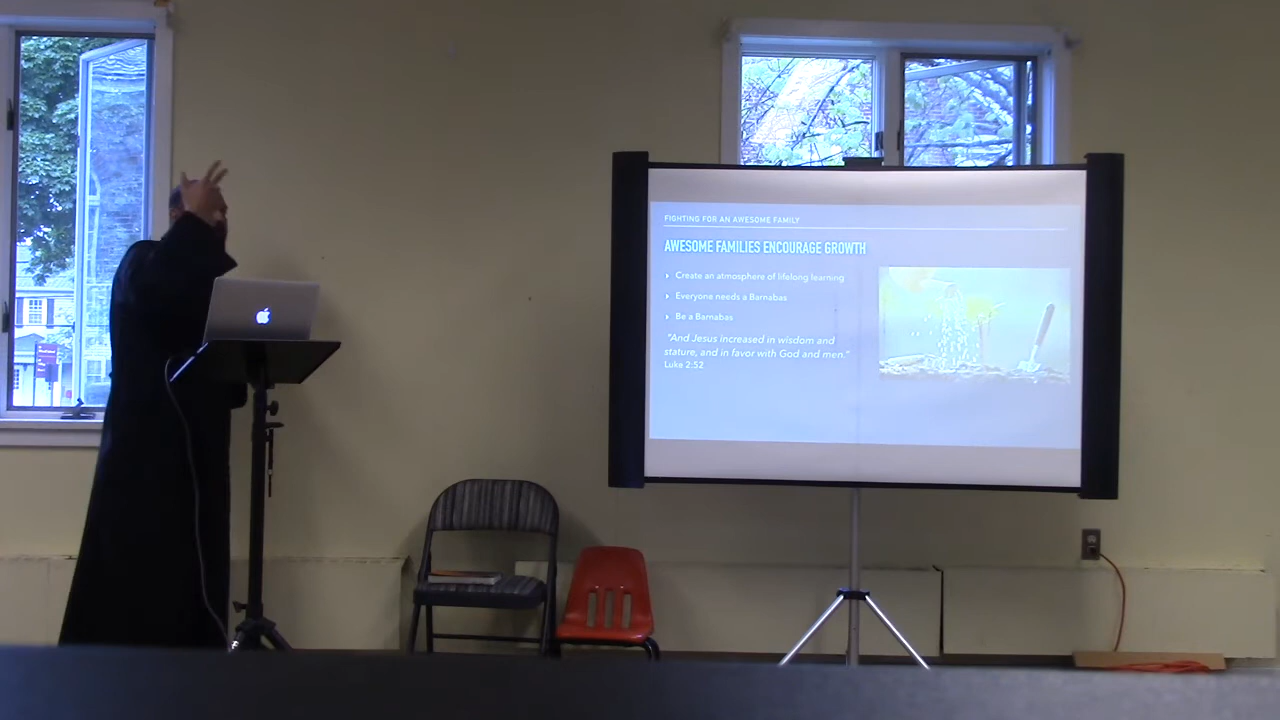 FIGHTING FOR AN AWESOME FAMILY
AWESOME FAMILIES ENCOURAGE GROWTH
Create an atmosphere of lifelong learning
Everyone needs a Barnabas
Be a Barnabas
"And Jesus increased in wisdom and
stature, and in favor with God and men."
Luke 2:52